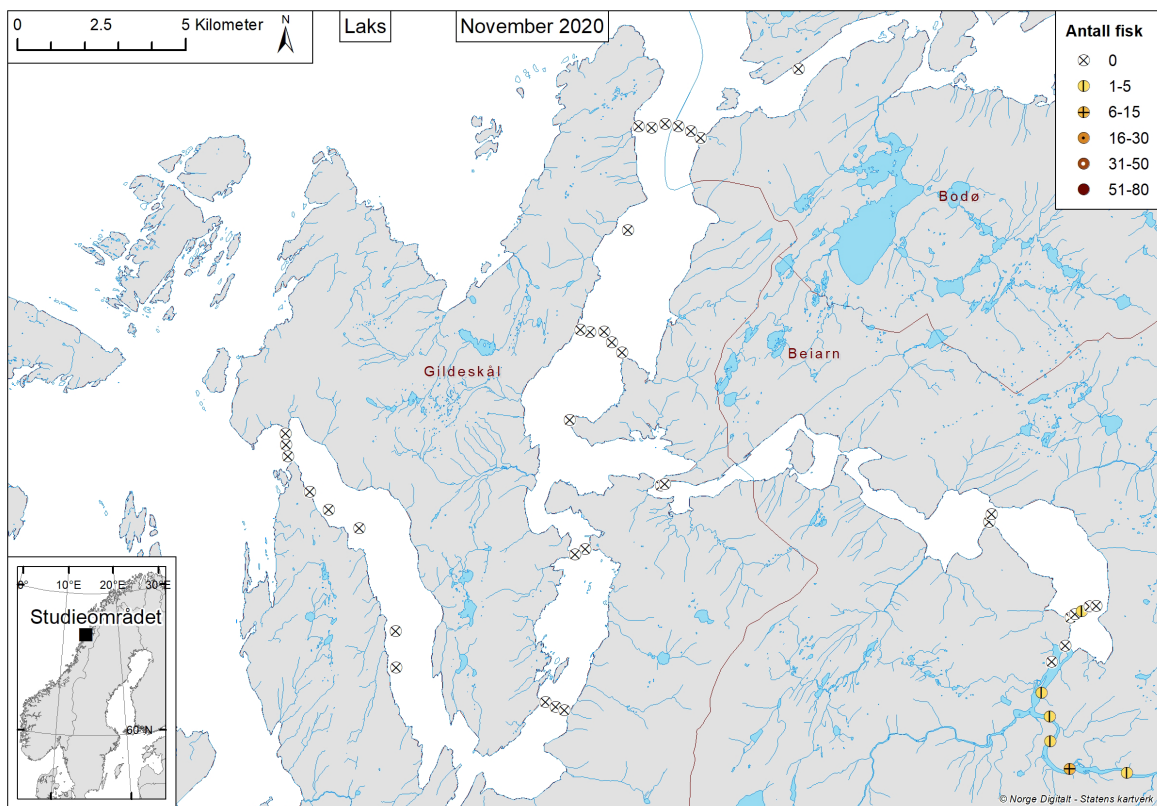 0 2.5 5 Kilometer
N
Laks
November 2020
Antall fisk
0
1-5
6-15
16-30
31-50
51-80
Bodø
Beiarn
Gildeskål
0° 10°E 20°E 30°E
Studieområdet
60°N
© Norge Digitalt - Statens kartverk